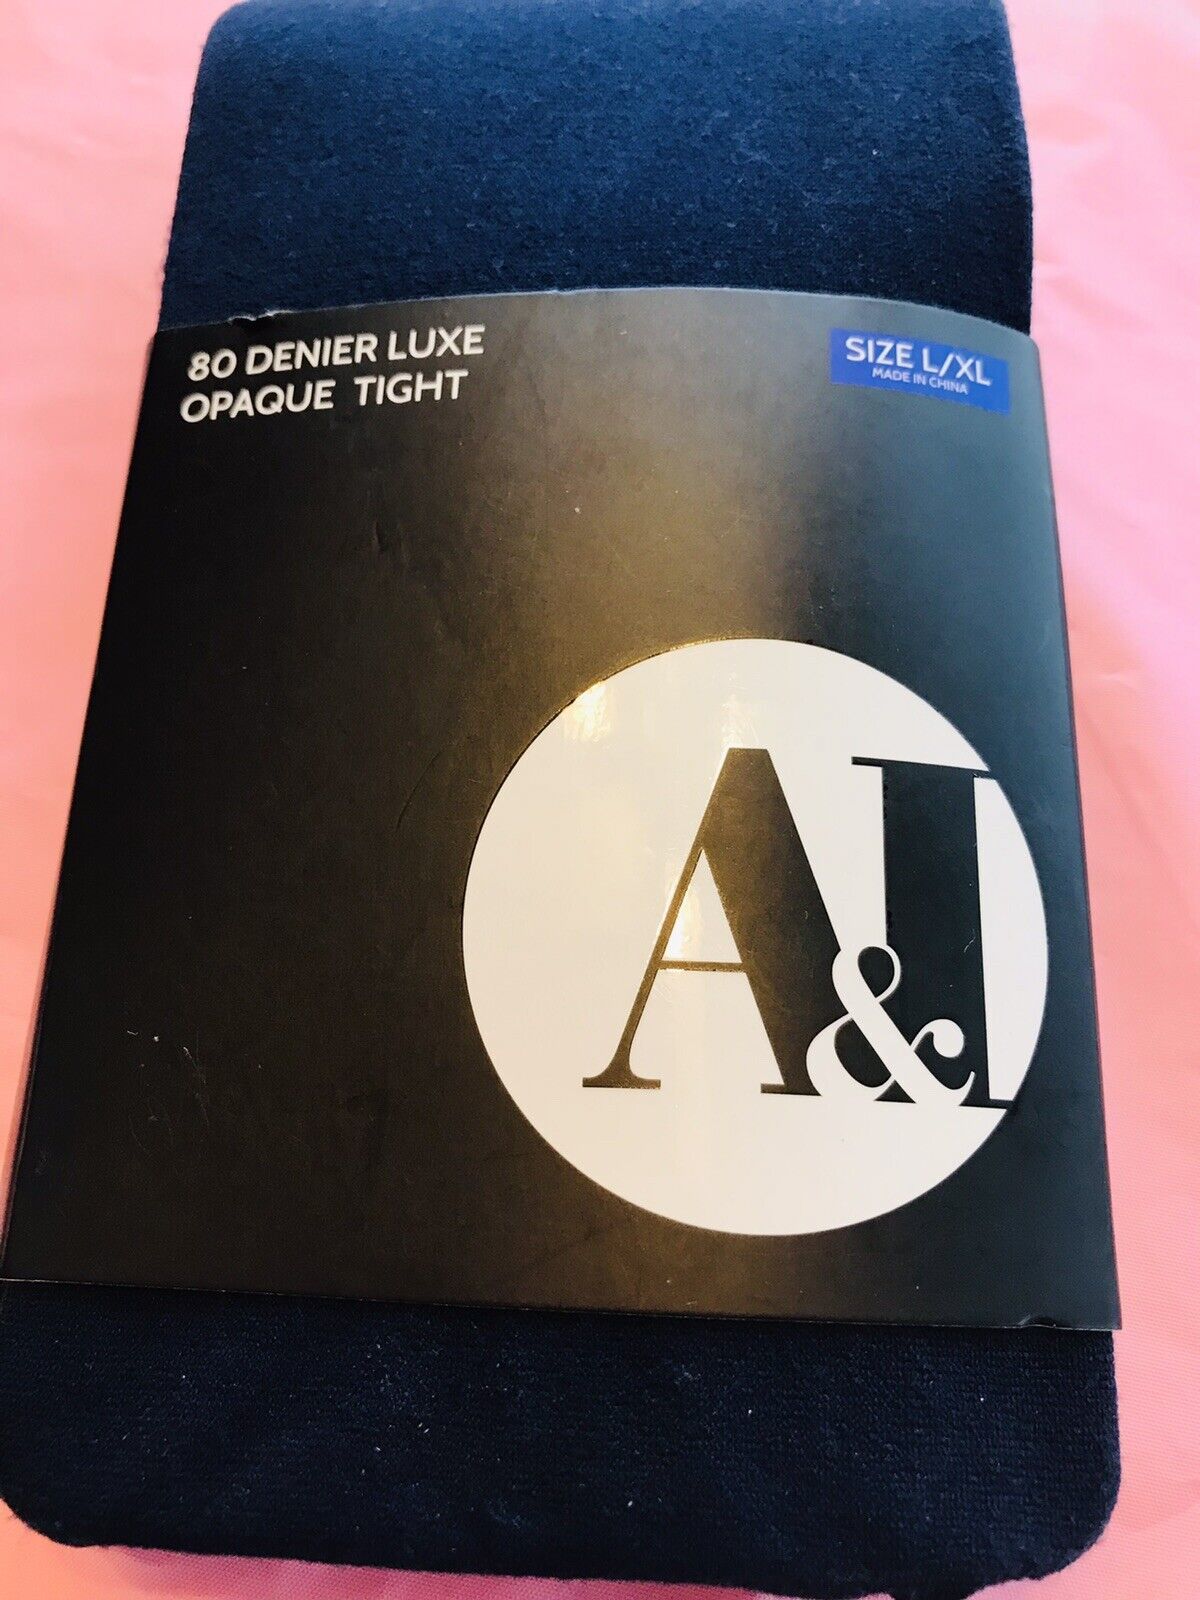 80 DENIER LUXE
OPAQUE TIGHT
SIZE L/XL
MADE IN CHINA
A&I